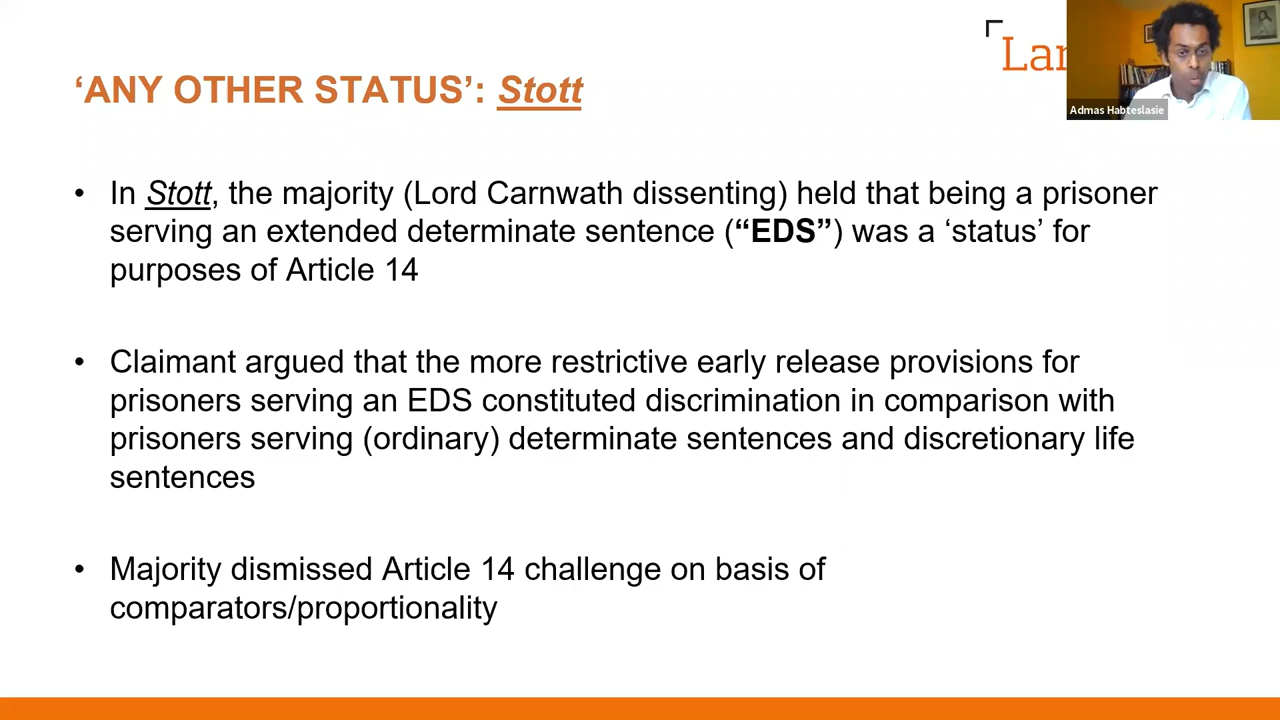 Lan
Admas Habteslasie
‘ANY OTHER STATUS’: Stott
• In Stott, the majority (Lord Carnwath dissenting) held that being a prisoner
serving an extended determinate sentence (“EDS”) was a ‘status’ for
purposes of Article 14
• Claimant argued that the more restrictive early release provisions for
prisoners serving an EDS constituted discrimination in comparison with
prisoners serving (ordinary) determinate sentences and discretionary life
sentences
• Majority dismissed Article 14 challenge on basis of
comparators/proportionality